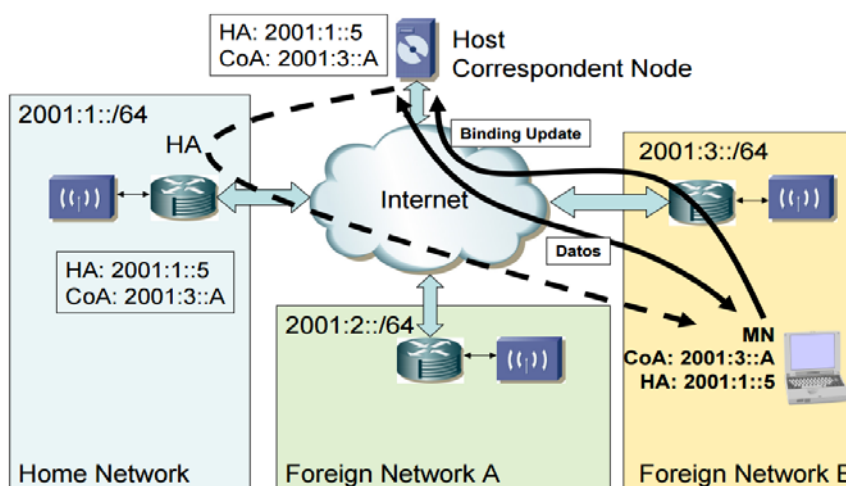 HA: 2001:1::5
CoA: 2001:3::A
Host
Correspondent Node
2001:1::/64
HA
Binding Update
2001:3::/64
Internet
Datos
HA: 2001:1::5
CoA: 2001:3::A
2001:2::/64
MN
CoA: 2001:3::A
HA: 2001:1::5
Home Network
Foreign Network A
Foreign Network B